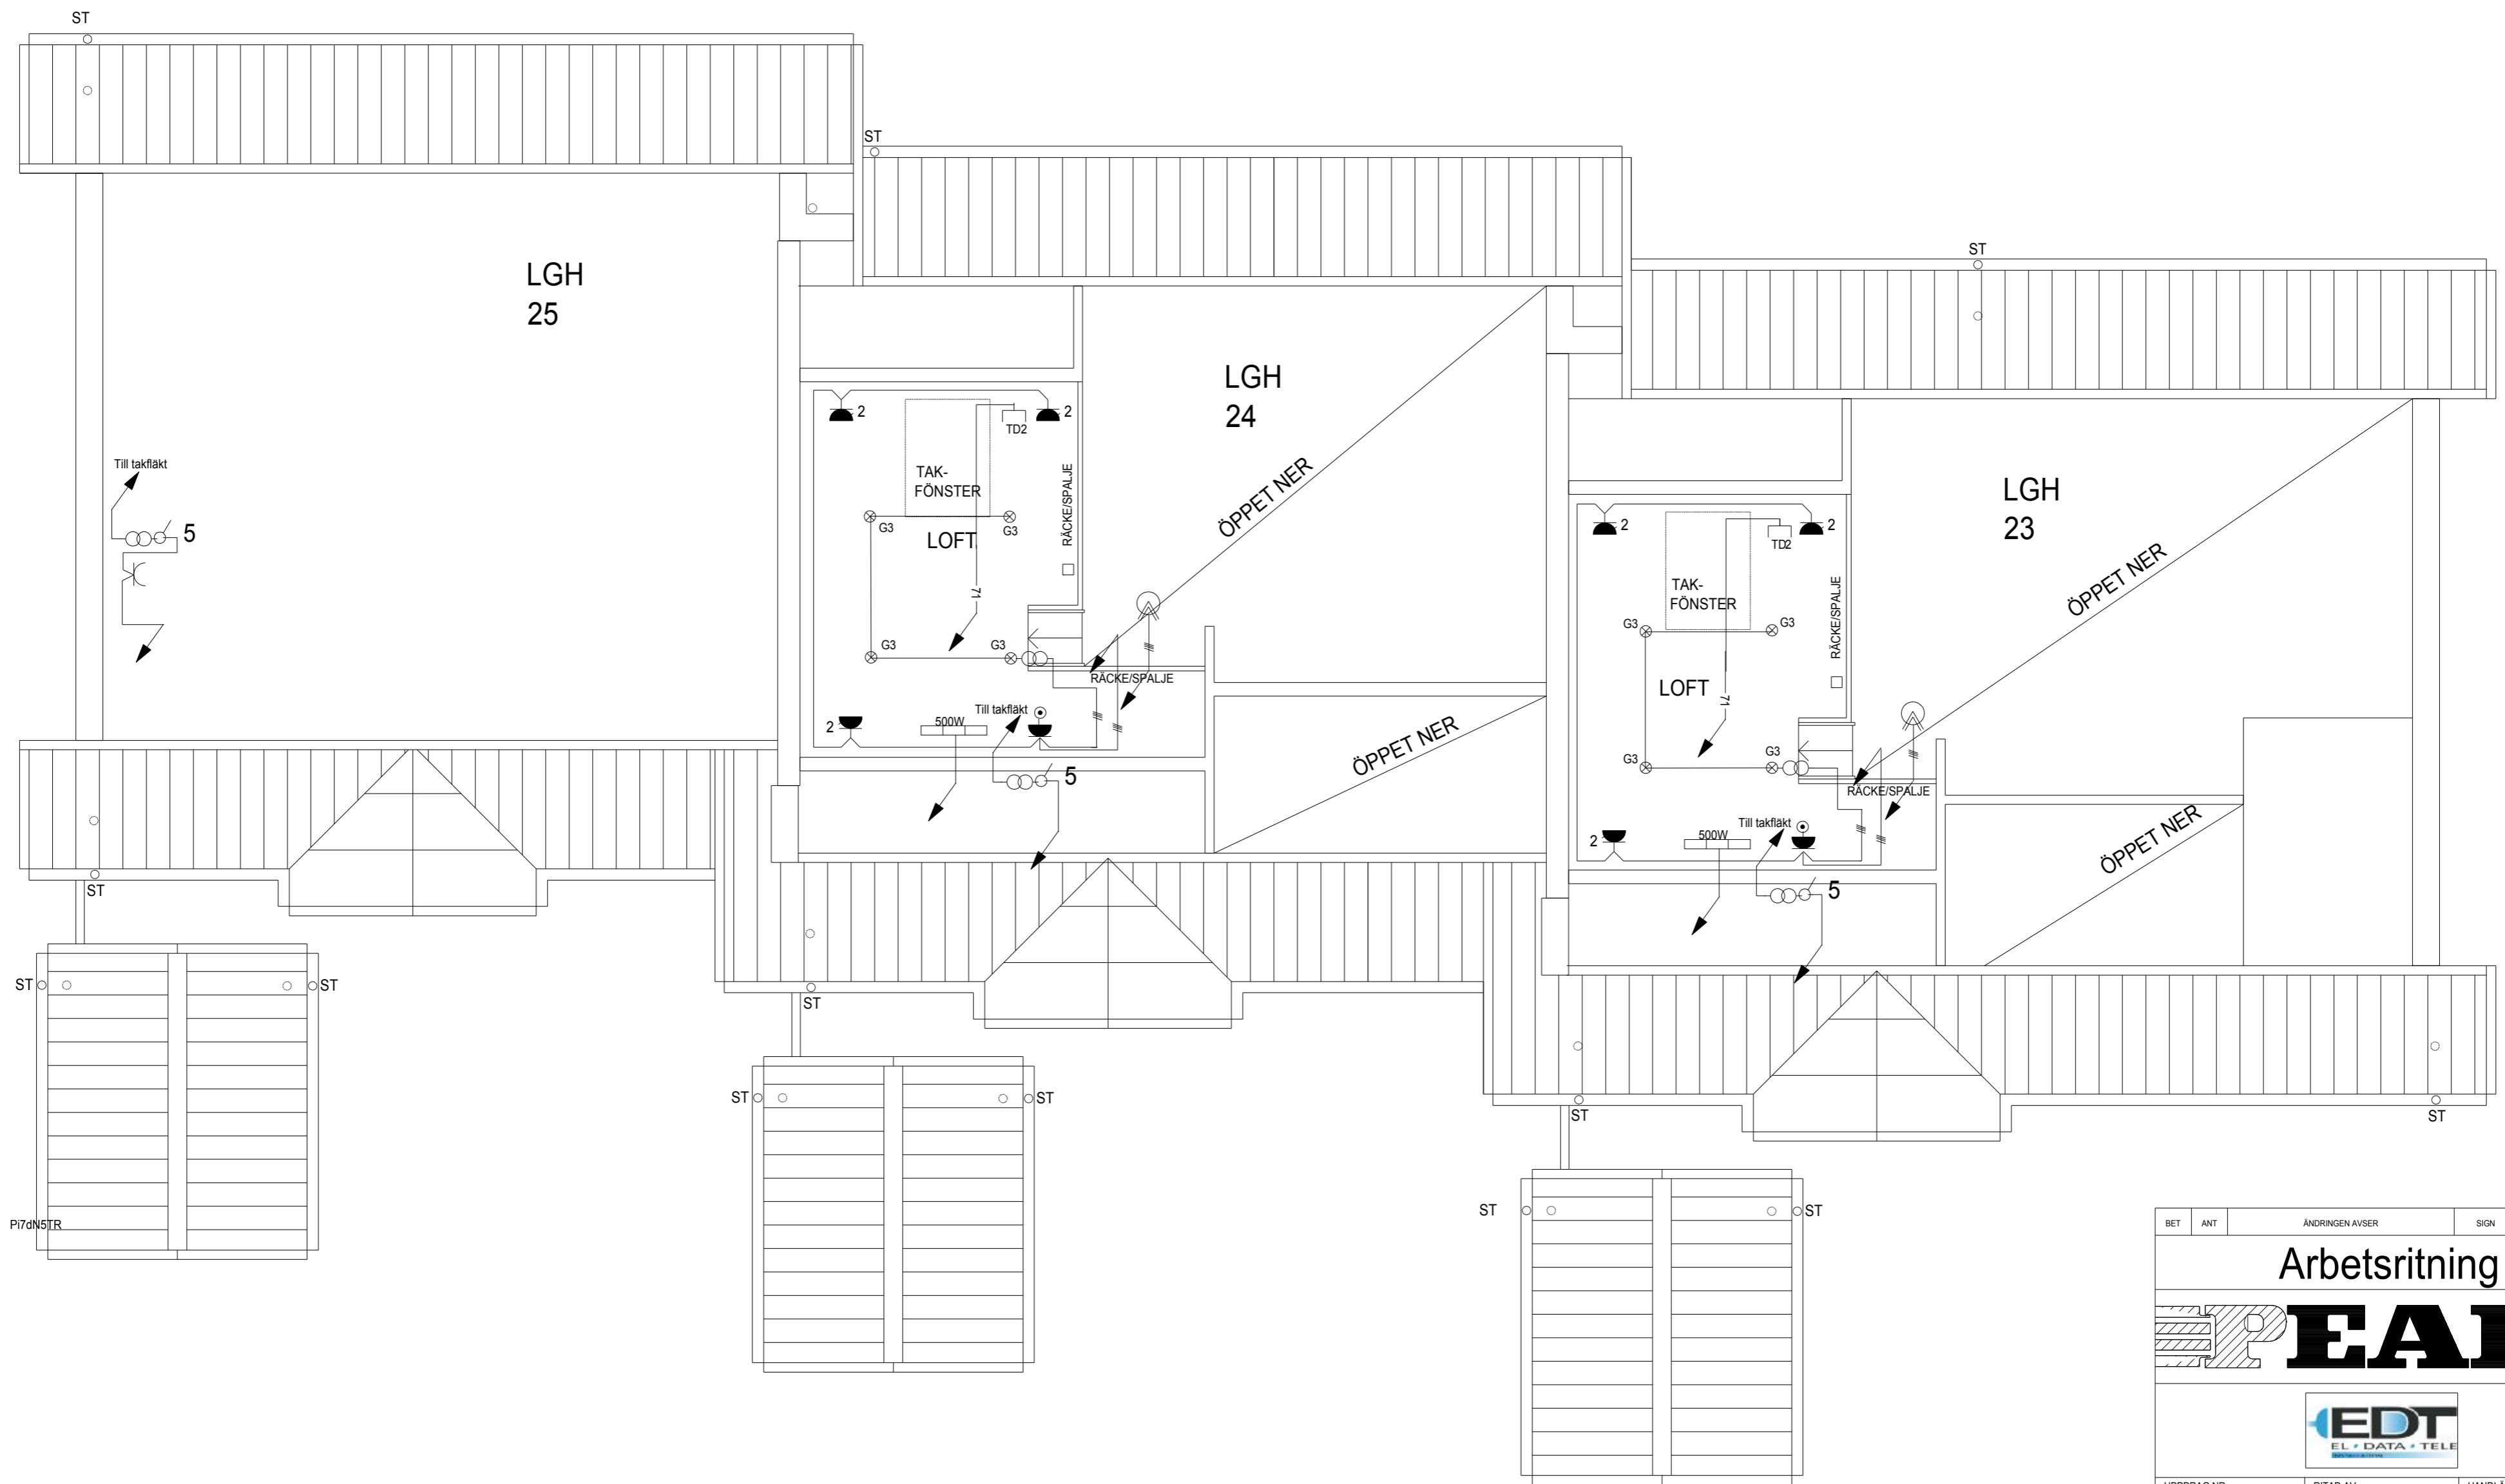 ST
ST
LGH
25
ST
LGH
24
LGH
23
Till takfläkt
5
2
2
TD2
TAK-
FÖNSTER
G3
G3
LOFT
RÄCKE/SPALJE
ÖPPET NER
71
G3
G3
RÄCKE/SPALJE
2
500W
Till takfläkt
5
ÖPPET NER
2
2
TD2
TAK-
FÖNSTER
G3
G3
LOFT
RÄCKE/SPALJE
ÖPPET NER
71
G3
G3
RÄCKE/SPALJE
2
500W
Till takfläkt
5
ÖPPET NER
ST
ST
ST
ST
ST
ST
ST
ST
ST
ST
Pi7dN5TR
BET ANT ÄNDRINGEN AVSER SIGN
Arbetsritning
PEA
EDT
EL · DATA · TELE